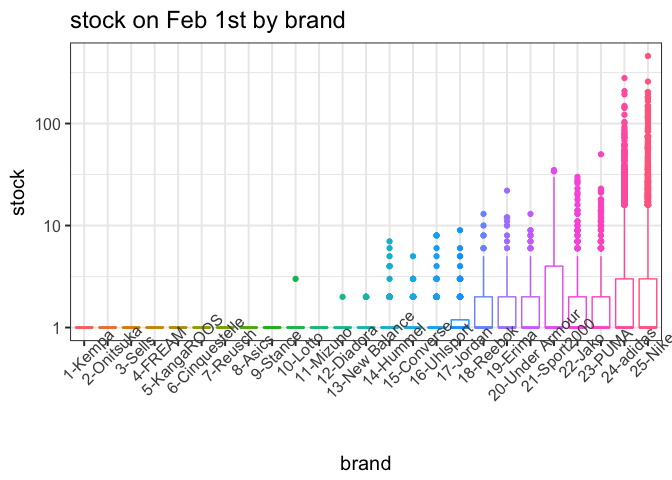 stock on Feb 1st by brand
stock
100
10
1
1-Kempa
2-Onitsuka
3-Sells
4-FREAM
5-KangaROOS
6-Cinquestelle
7-Reusch
8-Asics
9-Stance
10-Lotto
11-Mizuno
12-Diadora
13-New Balance
14-Hummel
15-Converse
16-Uhlsport
17-Jordan
18-Reebok
19-Erima
20-Under Armour
21-Sport2000
22-Jako
23-PUMA
24-adidas
25-Nike
brand